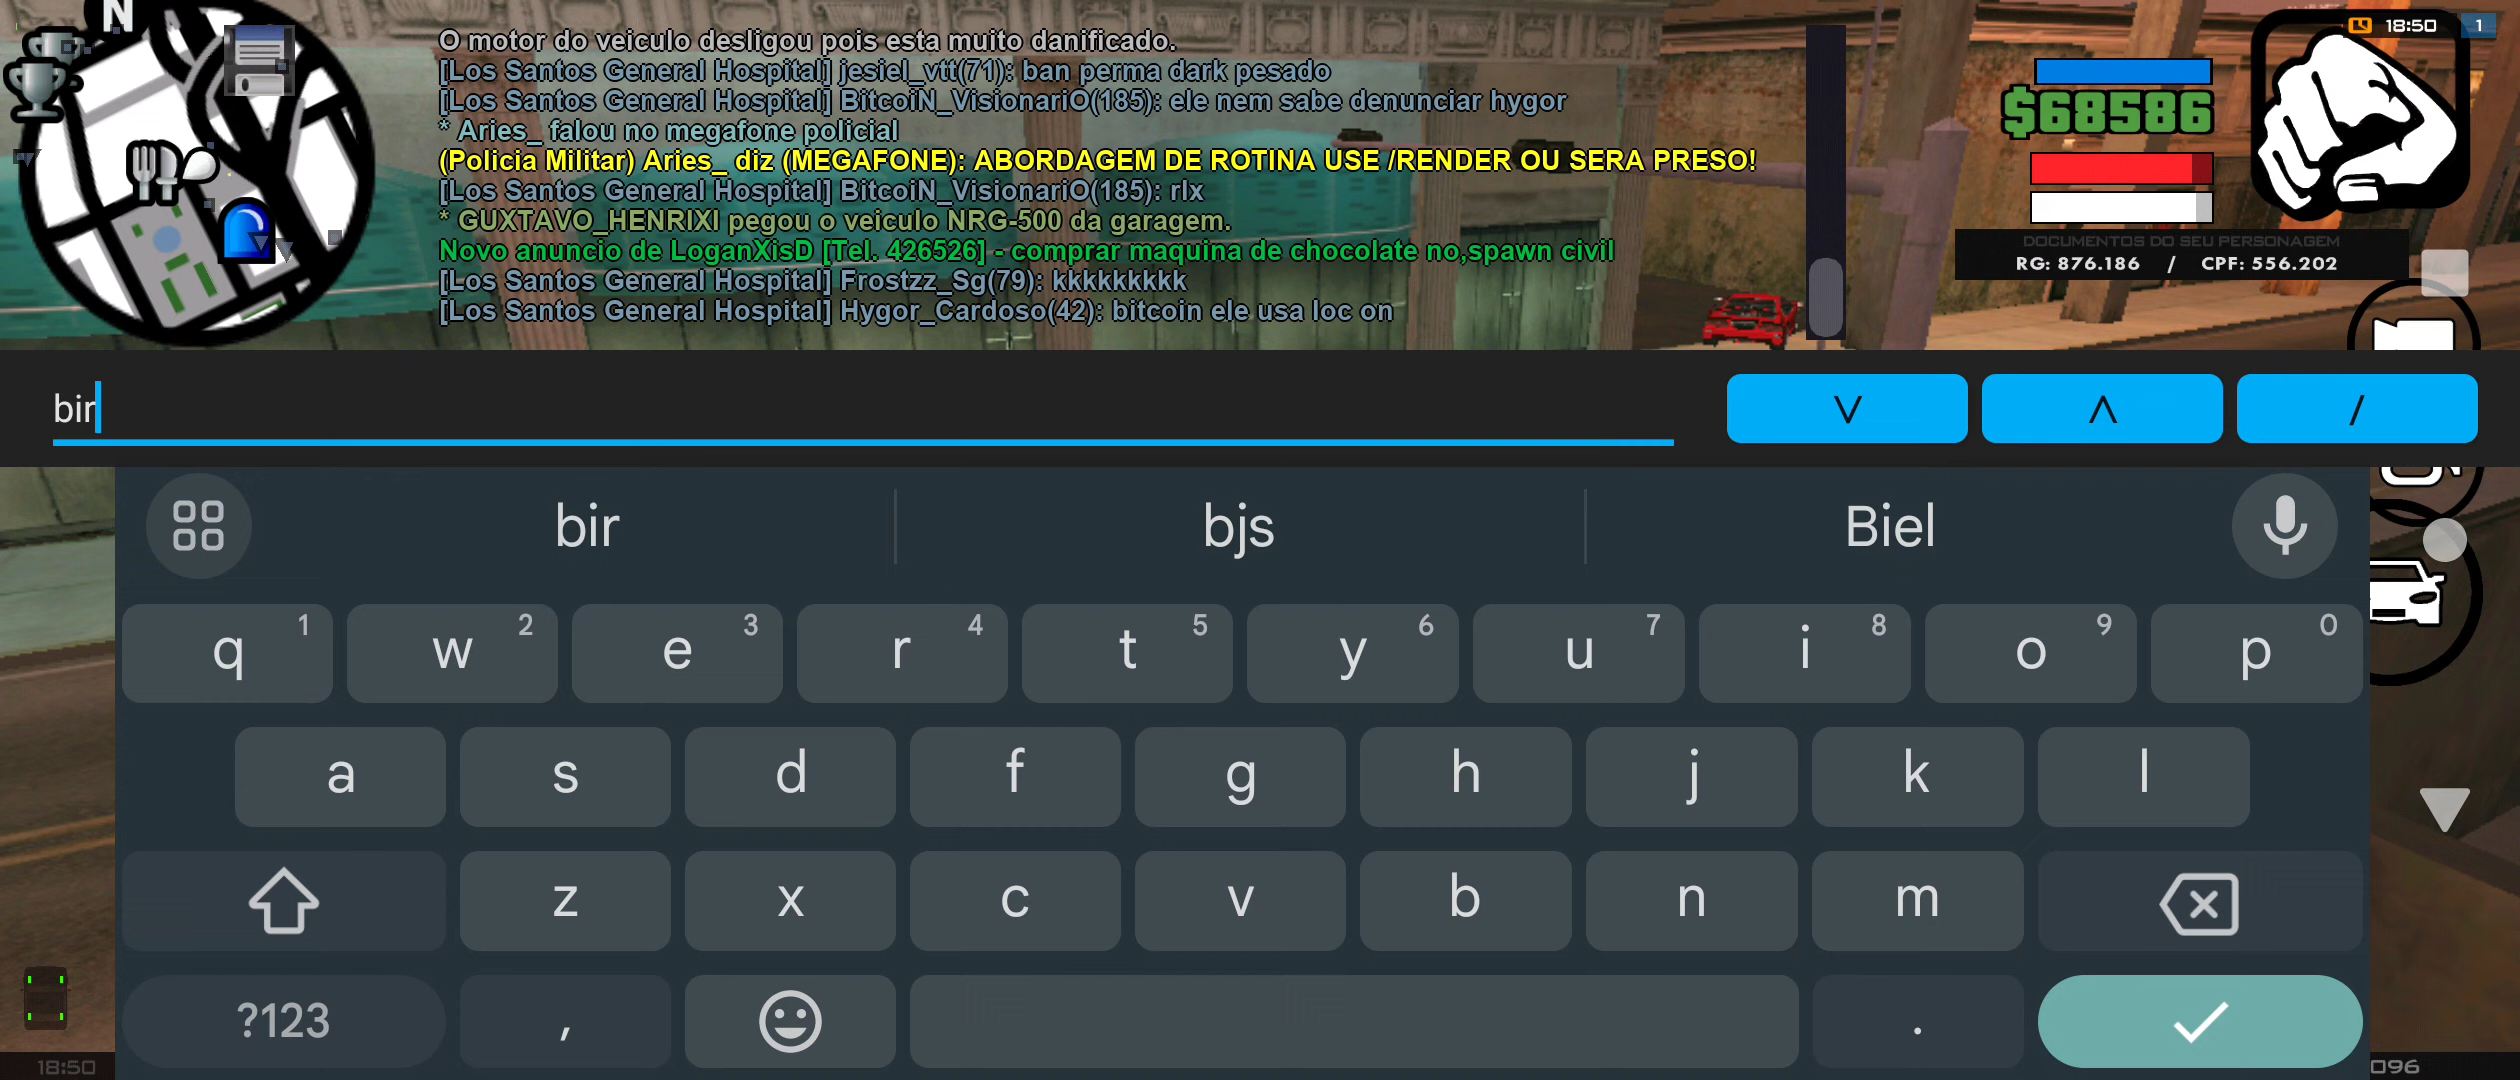 N
O motor do veiculo desligou pois esta muito danificado.
[Los Santos General Hospital] jesiel_vtt(71): ban perma dark pesado
[Los Santos General Hospital] BitcoiN_VisionariO(185): ele nem sabe denunciar hygor
* Aries_ falou no megafone policial
(Policia Militar) Aries_ diz (MEGAFONE): ABORDAGEM DE ROTINA USE /RENDER OU SERA PRESO!
[Los Santos General Hospital] BitcoiN_VisionariO(185): rlx
* GUXTAVO_HENRIXI pegou o veiculo NRG-500 da garagem.
Novo anuncio de LoganXisD [Tel. 426526] - comprar maquina de chocolate no,spawn civil
[Los Santos General Hospital] Frostzz_Sg(79): kkkkkkkkk
[Los Santos General Hospital] Hygor_Cardoso(42): bitcoin ele usa loc on
18:50 1
$68586
DOCUMENTOS DO SEU PERSONAGEM
RG: 876.186 / CPF: 556.202
bir
V Λ /
bir bjs Biel
q 1 w 2 e 3 r 4 t 5 y 6 u 7 i 8 o 9 p 0
a s d f g h j k l
z x c v b n m
?123 , .
18:50
096